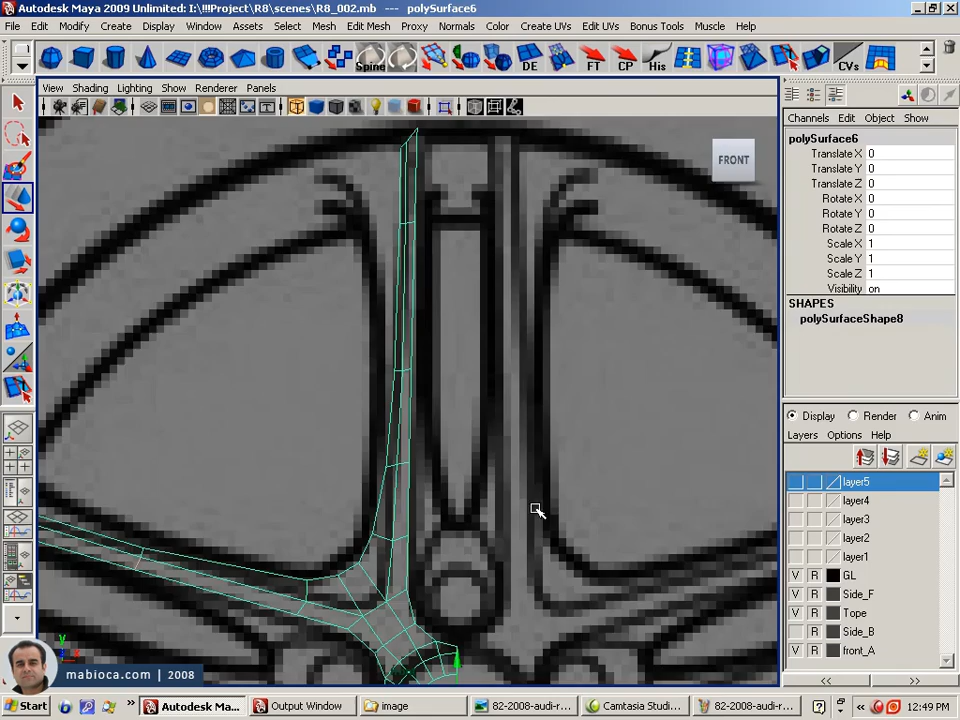 Autodesk Maya 2009 Unlimited: I:\!!!Project\R8\scenes\R8_002.mb --- polySurface6
File Edit Modify Create Display Window Assets Select Mesh Edit Mesh Proxy Normals Color Create UVs Edit UVs Bonus Tools Muscle Help
Spine DE FT CP His CVs
View Shading Lighting Show Renderer Panels
FRONT
Channels Edit Object Show
polySurface6
Translate X 0
Translate Y 0
Translate Z 0
Rotate X 0
Rotate Y 0
Rotate Z 0
Scale X 1
Scale Y 1
Scale Z 1
Visibility on
SHAPES
polySurfaceShape8
Display Render Anim
Layers Options Help
layer5
layer4
layer3
layer2
layer1
V R GL
V R Side_F
V R Tope
R Side_B
V R front_A
y
mabioca.com | 2008
Start Autodesk Ma... Output Window image 82-2008-audi-r... Camtasia Studi... 82-2008-audi-r... 12:49 PM